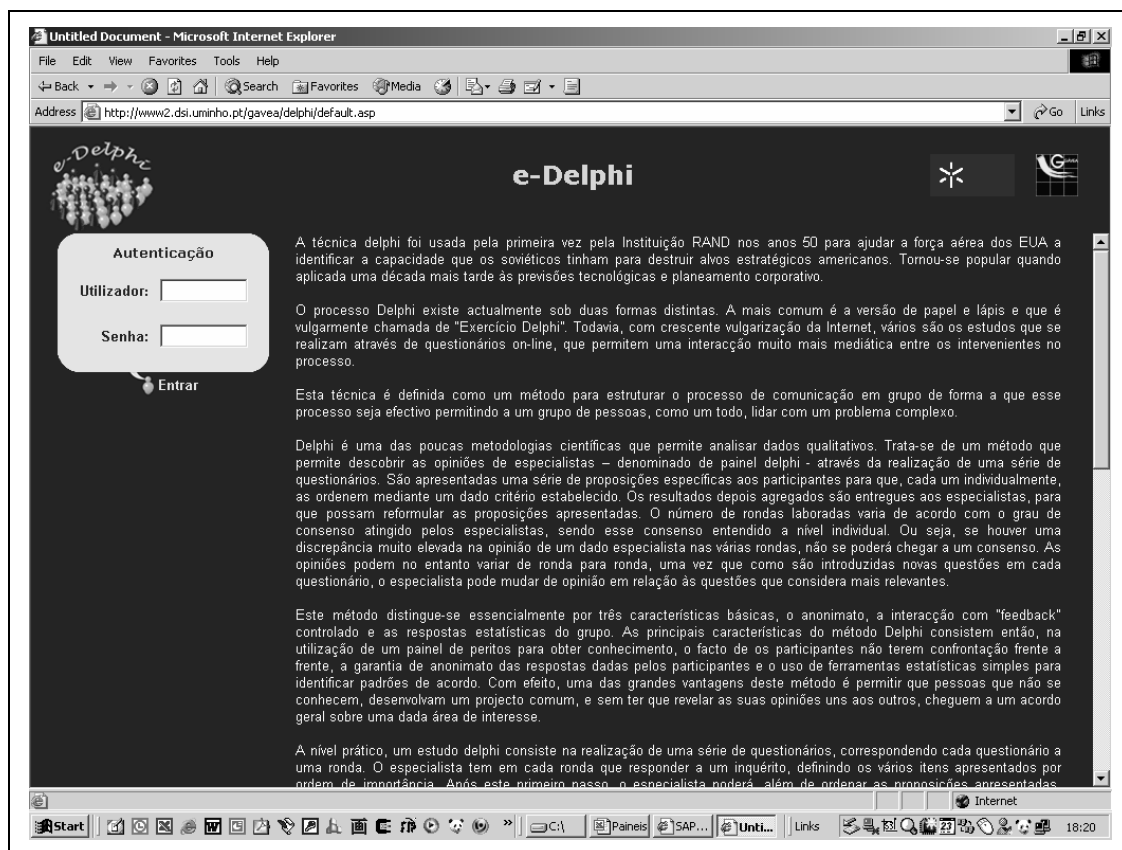 Untitled Document - Microsoft Internet Explorer
File Edit View Favorites Tools Help
Back Search Favorites Media
Address http://www2.dsi.uminho.pt/gavea/delphi/default.asp Go Links
e-Delphi
e-Delphi
Autenticação
Utilizador:
Senha:
Entrar
A técnica delphi foi usada pela primeira vez pela Instituição RAND nos anos 50 para ajudar a força aérea dos EUA a
identificar a capacidade que os soviéticos tinham para destruir alvos estratégicos americanos. Tornou-se popular quando
aplicada uma década mais tarde às previsões tecnológicas e planeamento corporativo.
O processo Delphi existe actualmente sob duas formas distintas. A mais comum é a versão de papel e lápis e que é
vulgarmente chamada de "Exercício Delphi". Todavia, com crescente vulgarização da Internet, vários são os estudos que se
realizam através de questionários on-line, que permitem uma interacção muito mais mediática entre os intervenientes no
processo.
Esta técnica é definida como um método para estruturar o processo de comunicação em grupo de forma a que esse
processo seja efectivo permitindo a um grupo de pessoas, como um todo, lidar com um problema complexo.
Delphi é uma das poucas metodologias científicas que permite analisar dados qualitativos. Trata-se de um método que
permite descobrir as opiniões de especialistas – denominado de painel delphi - através da realização de uma série de
questionários. São apresentadas uma série de proposições específicas aos participantes para que, cada um individualmente,
as ordenem mediante um dado critério estabelecido. Os resultados depois agregados são entregues aos especialistas, para
que possam reformular as proposições apresentadas. O número de rondas laboradas varia de acordo com o grau de
consenso atingido pelos especialistas, sendo esse consenso entendido a nível individual. Ou seja, se houver uma
discrepância muito elevada na opinião de um dado especialista nas várias rondas, não se poderá chegar a um consenso. As
opiniões podem no entanto variar de ronda para ronda, uma vez que como são introduzidas novas questões em cada
questionário, o especialista pode mudar de opinião em relação às questões que considera mais relevantes.
Este método distingue-se essencialmente por três características básicas, o anonimato, a interacção com "feedback"
controlado e as respostas estatísticas do grupo. As principais características do método Delphi consistem então, na
utilização de um painel de peritos para obter conhecimento, o facto de os participantes não terem confrontação frente a
frente, a garantia de anonimato das respostas dadas pelos participantes e o uso de ferramentas estatísticas simples para
identificar padrões de acordo. Com efeito, uma das grandes vantagens deste método é permitir que pessoas que não se
conhecem, desenvolvam um projecto comum, e sem ter que revelar as suas opiniões uns aos outros, cheguem a um acordo
geral sobre uma dada área de interesse.
A nível prático, um estudo delphi consiste na realização de uma série de questionários, correspondendo cada questionário a
uma ronda. O especialista tem em cada ronda que responder a um inquérito, definindo os vários itens apresentados por
ordem de importância. Após este primeiro passo, o especialista poderá, além de ordenar as proposições apresentadas,
Internet
Start C:\ Paineis SAP... Unti... Links 18:20